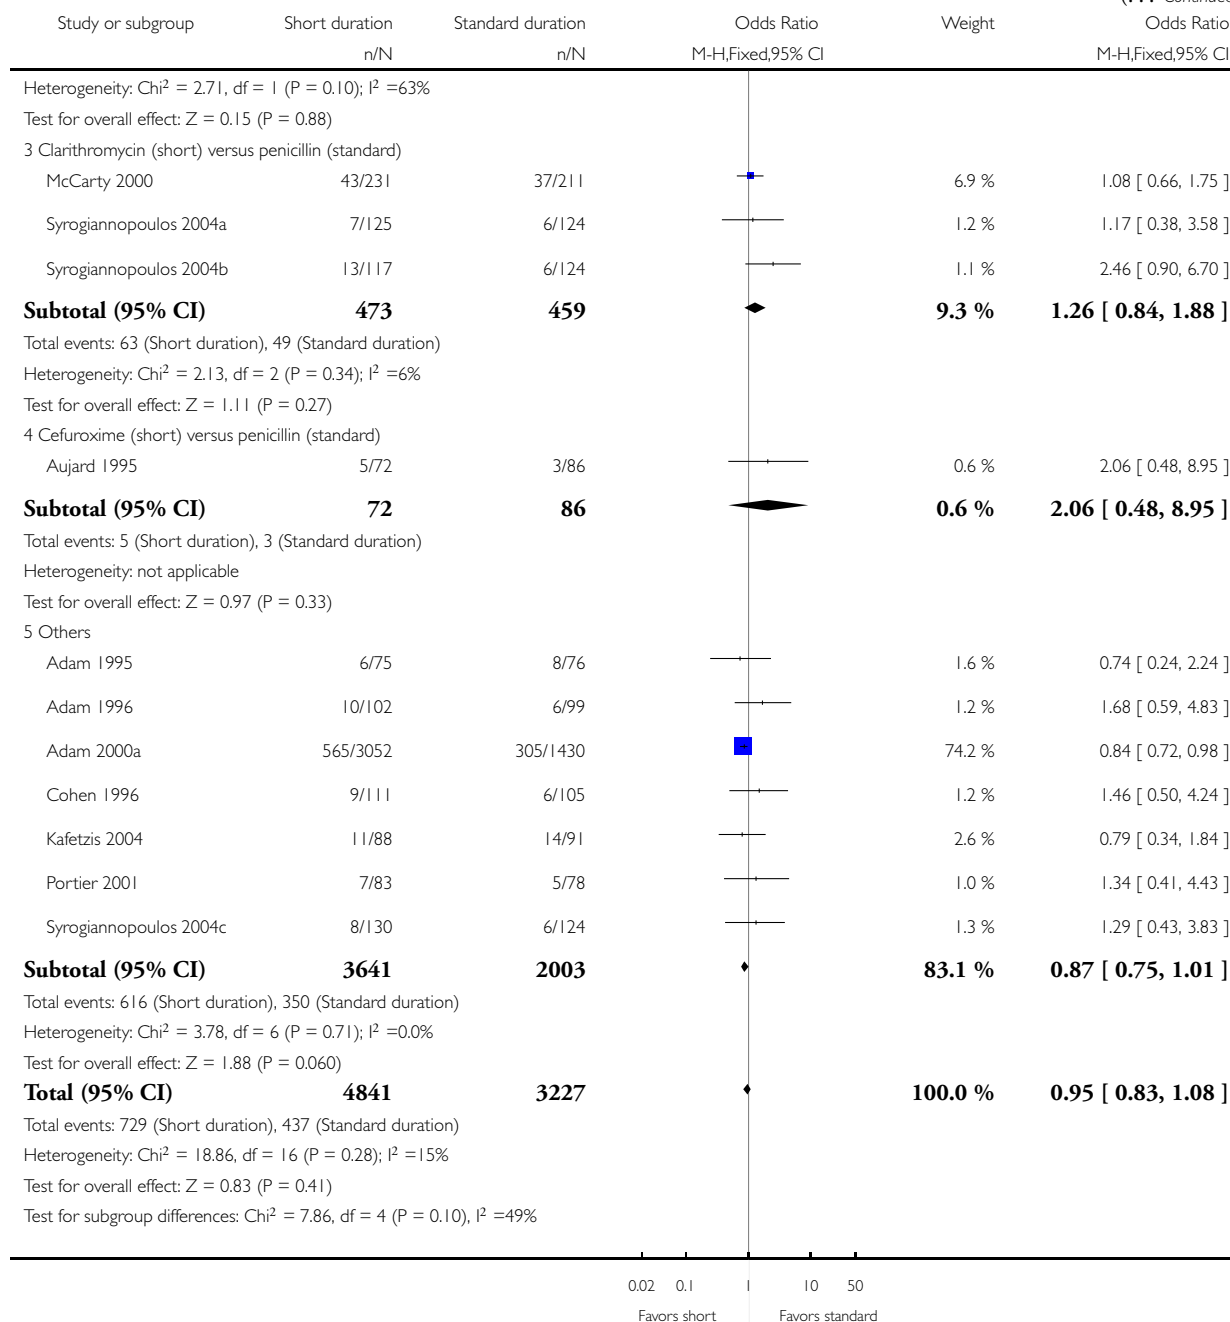 Study or subgroup Short duration Standard duration Odds Ratio Weight Odds Ratio
n/N n/N M-H,Fixed,95% CI M-H,Fixed,95% CI
Heterogeneity: Chi² = 2.71, df = 1 (P = 0.10); I² =63%
Test for overall effect: Z = 0.15 (P = 0.88)
3 Clarithromycin (short) versus penicillin (standard)
McCarty 2000 43/231 37/211 6.9 % 1.08 [ 0.66, 1.75 ]
Syrogiannopoulos 2004a 7/125 6/124 1.2 % 1.17 [ 0.38, 3.58 ]
Syrogiannopoulos 2004b 13/117 6/124 1.1 % 2.46 [ 0.90, 6.70 ]
Subtotal (95% CI) 473 459 9.3 % 1.26 [ 0.84, 1.88 ]
Total events: 63 (Short duration), 49 (Standard duration)
Heterogeneity: Chi² = 2.13, df = 2 (P = 0.34); I² =6%
Test for overall effect: Z = 1.11 (P = 0.27)
4 Cefuroxime (short) versus penicillin (standard)
Aujard 1995 5/72 3/86 0.6 % 2.06 [ 0.48, 8.95 ]
Subtotal (95% CI) 72 86 0.6 % 2.06 [ 0.48, 8.95 ]
Total events: 5 (Short duration), 3 (Standard duration)
Heterogeneity: not applicable
Test for overall effect: Z = 0.97 (P = 0.33)
5 Others
Adam 1995 6/75 8/76 1.6 % 0.74 [ 0.24, 2.24 ]
Adam 1996 10/102 6/99 1.2 % 1.68 [ 0.59, 4.83 ]
Adam 2000a 565/3052 305/1430 74.2 % 0.84 [ 0.72, 0.98 ]
Cohen 1996 9/111 6/105 1.2 % 1.46 [ 0.50, 4.24 ]
Kafetzis 2004 11/88 14/91 2.6 % 0.79 [ 0.34, 1.84 ]
Portier 2001 7/83 5/78 1.0 % 1.34 [ 0.41, 4.43 ]
Syrogiannopoulos 2004c 8/130 6/124 1.3 % 1.29 [ 0.43, 3.83 ]
Subtotal (95% CI) 3641 2003 83.1 % 0.87 [ 0.75, 1.01 ]
Total events: 616 (Short duration), 350 (Standard duration)
Heterogeneity: Chi² = 3.78, df = 6 (P = 0.71); I² =0.0%
Test for overall effect: Z = 1.88 (P = 0.060)
Total (95% CI) 4841 3227 100.0 % 0.95 [ 0.83, 1.08 ]
Total events: 729 (Short duration), 437 (Standard duration)
Heterogeneity: Chi² = 18.86, df = 16 (P = 0.28); I² =15%
Test for overall effect: Z = 0.83 (P = 0.41)
Test for subgroup differences: Chi² = 7.86, df = 4 (P = 0.10), I² =49%
0.02 0.1 1 10 50
Favors short Favors standard